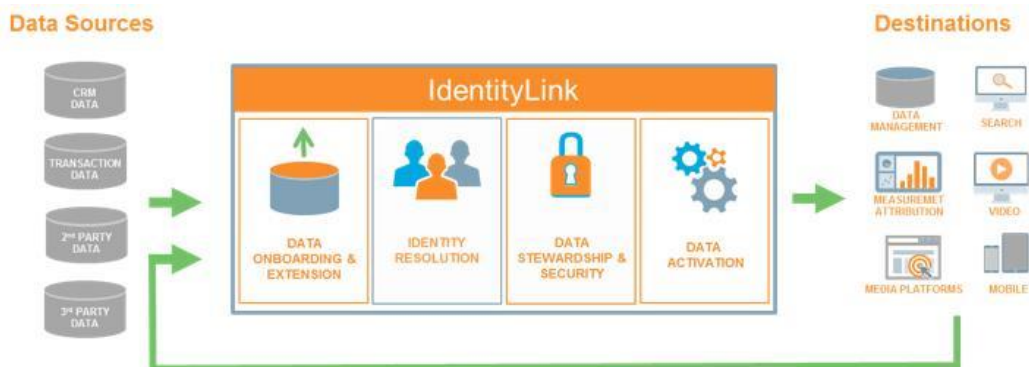 Data Sources
Destinations
CRM
DATA
TRANSACTION
DATA
2nd PARTY
DATA
3rd PARTY
DATA
IdentityLink
DATA
ONBOARDING &
EXTENSION
IDENTITY
RESOLUTION
DATA
STEWARDSHIP &
SECURITY
DATA
ACTIVATION
DATA
MANAGEMENT
SEARCH
MEASUREMET
ATTRIBUTION
VIDEO
MEDIA PLATFORMS
MOBILE